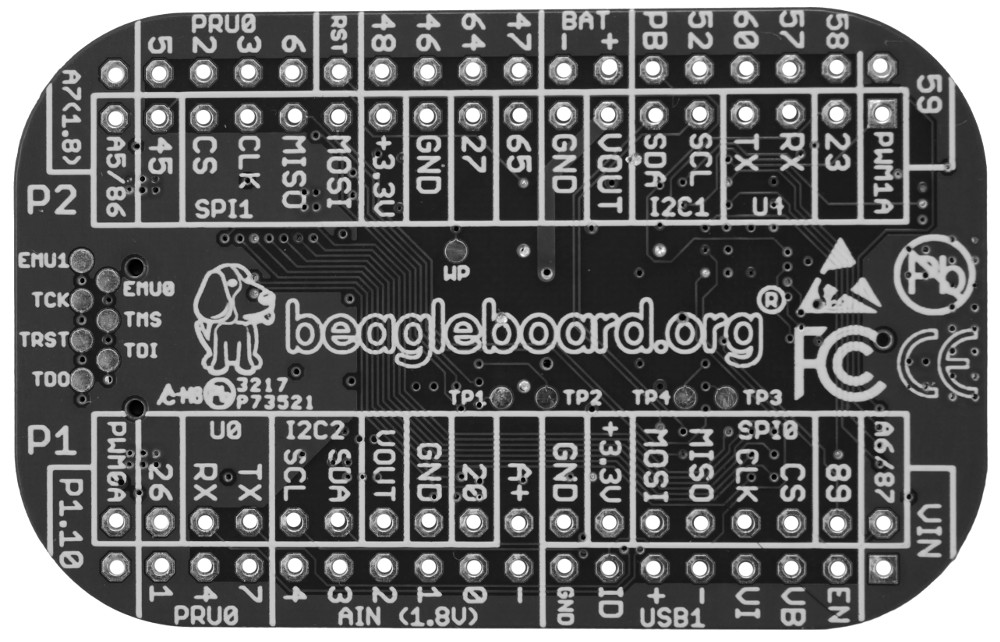 PRU0 RST BAT
5 2 3 6 48 46 64 47 - + PB 52 60 57 58
A7(1.8) 59
A5/86 45 CS CLK MISO MOSI +3.3V GND 27 65 GND VOUT SDA SCL TX RX 23 PWM1A
P2 SPI1 I2C1 U4
EMU1 WP
EMU0
TCK
TMS
TRST
TDI
TDO
beagleboard.org®
Pb
FC
3217
P73521
TP1 TP2 TP4 TP3
P1 U0 I2C2 SPI0
PWM0A 26 RX TX SCL SDA VOUT GND 20 A+ GND +3.3V MOSI MISO CLK CS 89 A6/87
P1.10 VIN
1 4 7 4 3 2 1 0 - GND ID + - VI VB EN
PRU0 AIN (1.8V) USB1